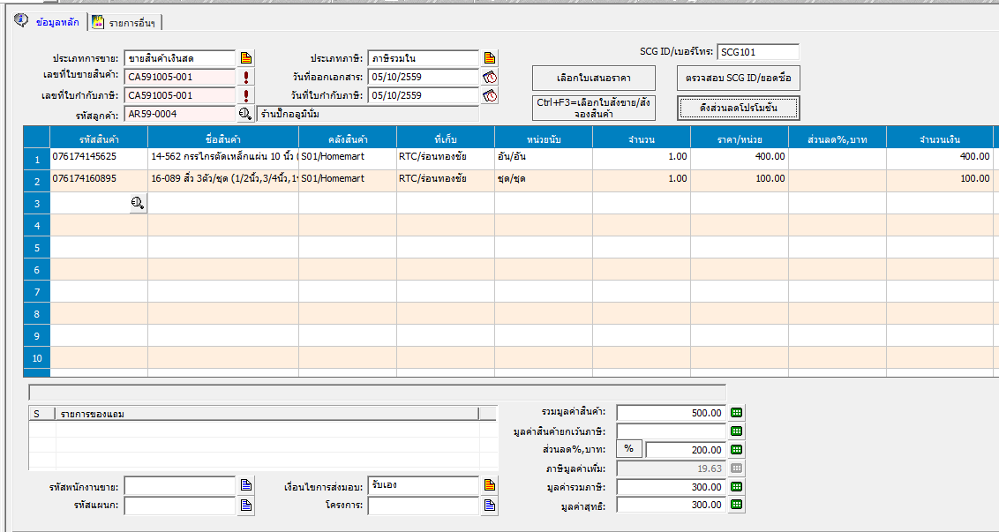 ข้อมูลหลัก รายการอื่นๆ
ประเภทการขาย: ขายสินค้าเงินสด ประเภทภาษี: ภาษีรวมใน SCG ID/เบอร์โทร: SCG101
เลขที่ใบขายสินค้า: CA591005-001 วันที่ออกเอกสาร: 05/10/2559 เลือกใบเสนอราคา ตรวจสอบ SCG ID/ยอดซื้อ
เลขที่ใบกำกับภาษี: CA591005-001 วันที่ใบกำกับภาษี: 05/10/2559 Ctrl+F3=เลือกใบสั่งขาย/สั่งจองสินค้า ดึงส่วนลดโปรโมชั่น
รหัสลูกค้า: AR59-0004 ร้านปิ๊กอลูมินั่ม
รหัสสินค้า ชื่อสินค้า คลังสินค้า ที่เก็บ หน่วยนับ จำนวน ราคา/หน่วย ส่วนลด%,บาท จำนวนเงิน
1 076174145625 14-562 กรรไกรตัดเหล็กแผ่น 10 นิ้ว ( S01/Homemart RTC/ร่อนทองชัย อัน/อัน 1.00 400.00 400.00
2 076174160895 16-089 สิ่ว 3ตัว/ชุด (1/2นิ้ว,3/4นิ้ว,1 S01/Homemart RTC/ร่อนทองชัย ชุด/ชุด 1.00 100.00 100.00
3
4
5
6
7
8
9
10
S รายการของแถม รวมมูลค่าสินค้า: 500.00
มูลค่าสินค้ายกเว้นภาษี:
ส่วนลด%,บาท: % 200.00
ภาษีมูลค่าเพิ่ม: 19.63
รหัสพนักงานขาย: เงื่อนไขการส่งมอบ: รับเอง มูลค่ารวมภาษี: 300.00
รหัสแผนก: โครงการ: มูลค่าสุทธิ: 300.00